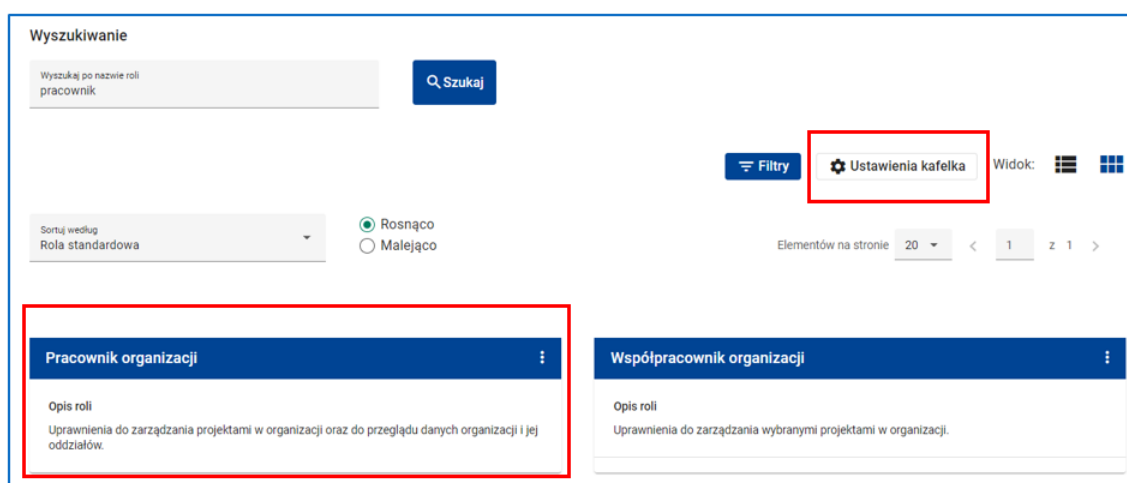 Wyszukiwanie
Wyszukaj po nazwie roli
pracownik
Szukaj
Filtry
Ustawienia kafelka
Widok:
Sortuj według
Rola standardowa
Rosnąco
Malejąco
Elementów na stronie 20 < 1 z 1 >
Pracownik organizacji
Opis roli
Uprawnienia do zarządzania projektami w organizacji oraz do przeglądu danych organizacji i jej
oddziałów.
Współpracownik organizacji
Opis roli
Uprawnienia do zarządzania wybranymi projektami w organizacji.